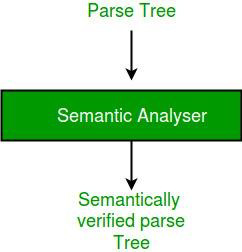 Parse Tree
Semantic Analyser
Semantically
verified parse
Tree